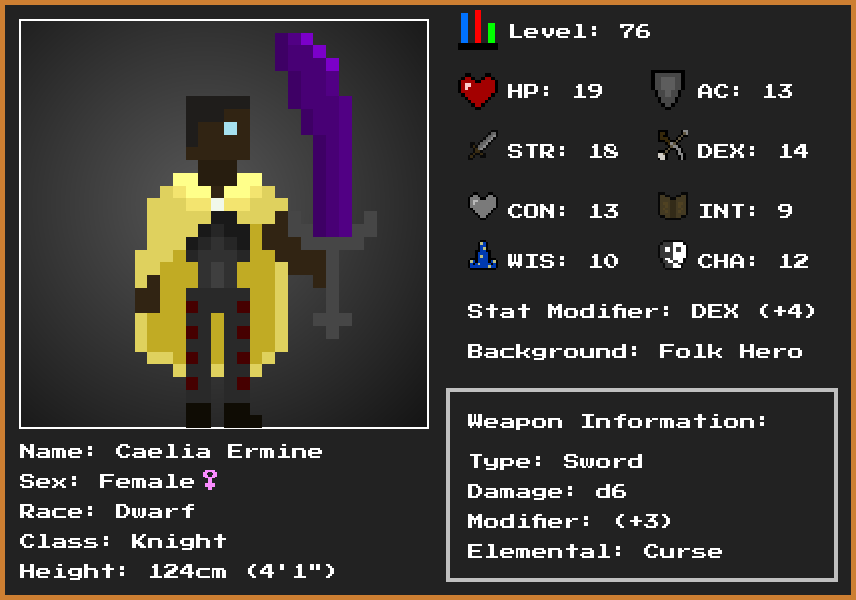 Level: 76
HP: 19 AC: 13
STR: 18 DEX: 14
CON: 13 INT: 9
WIS: 10 CHA: 12
Stat Modifier: DEX (+4)
Background: Folk Hero
Weapon Information:
Type: Sword
Damage: d6
Modifier: (+3)
Elemental: Curse
Name: Caelia Ermine
Sex: Female♀
Race: Dwarf
Class: Knight
Height: 124cm (4'1")